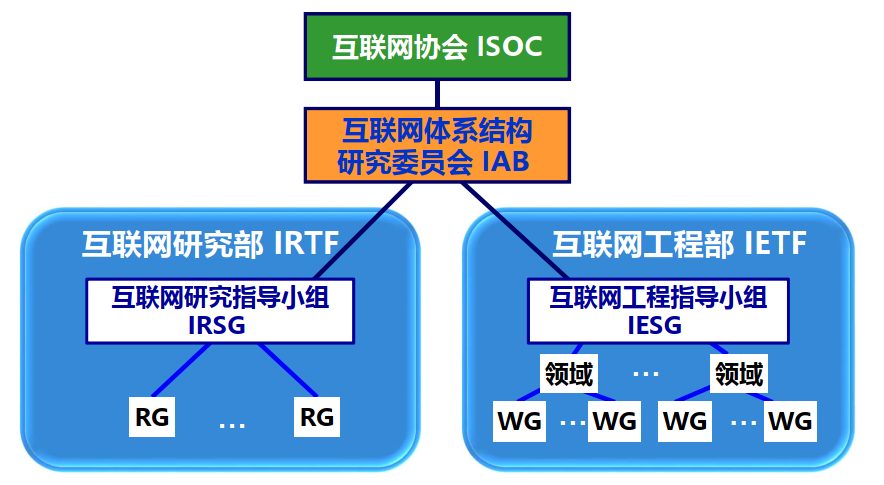 互联网协会 ISOC
互联网体系结构
研究委员会 IAB
互联网研究部 IRTF
互联网工程部 IETF
互联网研究指导小组
IRSG
互联网工程指导小组
IESG
领域 … 领域
RG … RG
WG … WG WG … WG